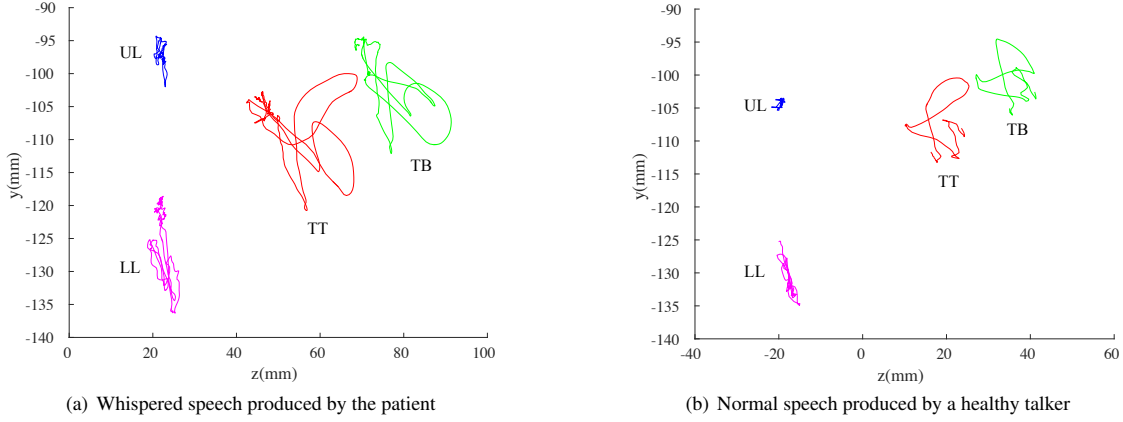 -90
-95
UL
-100
-105
-110
TB
-115
-120
TT
-125
LL
-130
-135
-140
y(mm)
0 20 40 60 80 100
z(mm)
(a) Whispered speech produced by the patient
-90
-95
-100
UL
-105
TB
-110
TT
-115
-120
-125
LL
-130
-135
-140
y(mm)
-40 -20 0 20 40 60
z(mm)
(b) Normal speech produced by a healthy talker